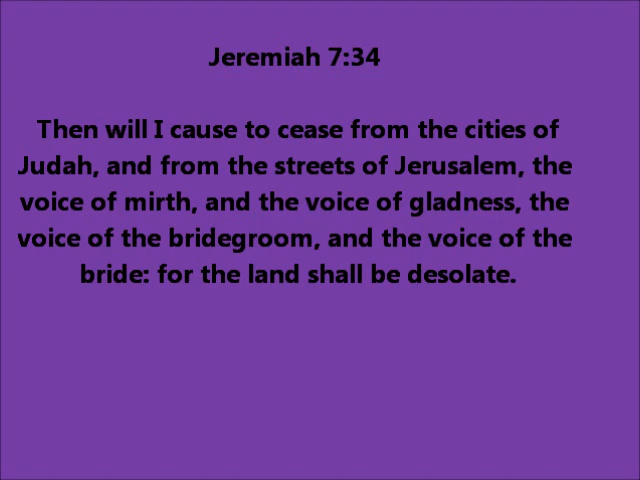 Jeremiah 7:34
Then will I cause to cease from the cities of
Judah, and from the streets of Jerusalem, the
voice of mirth, and the voice of gladness, the
voice of the bridegroom, and the voice of the
bride: for the land shall be desolate.